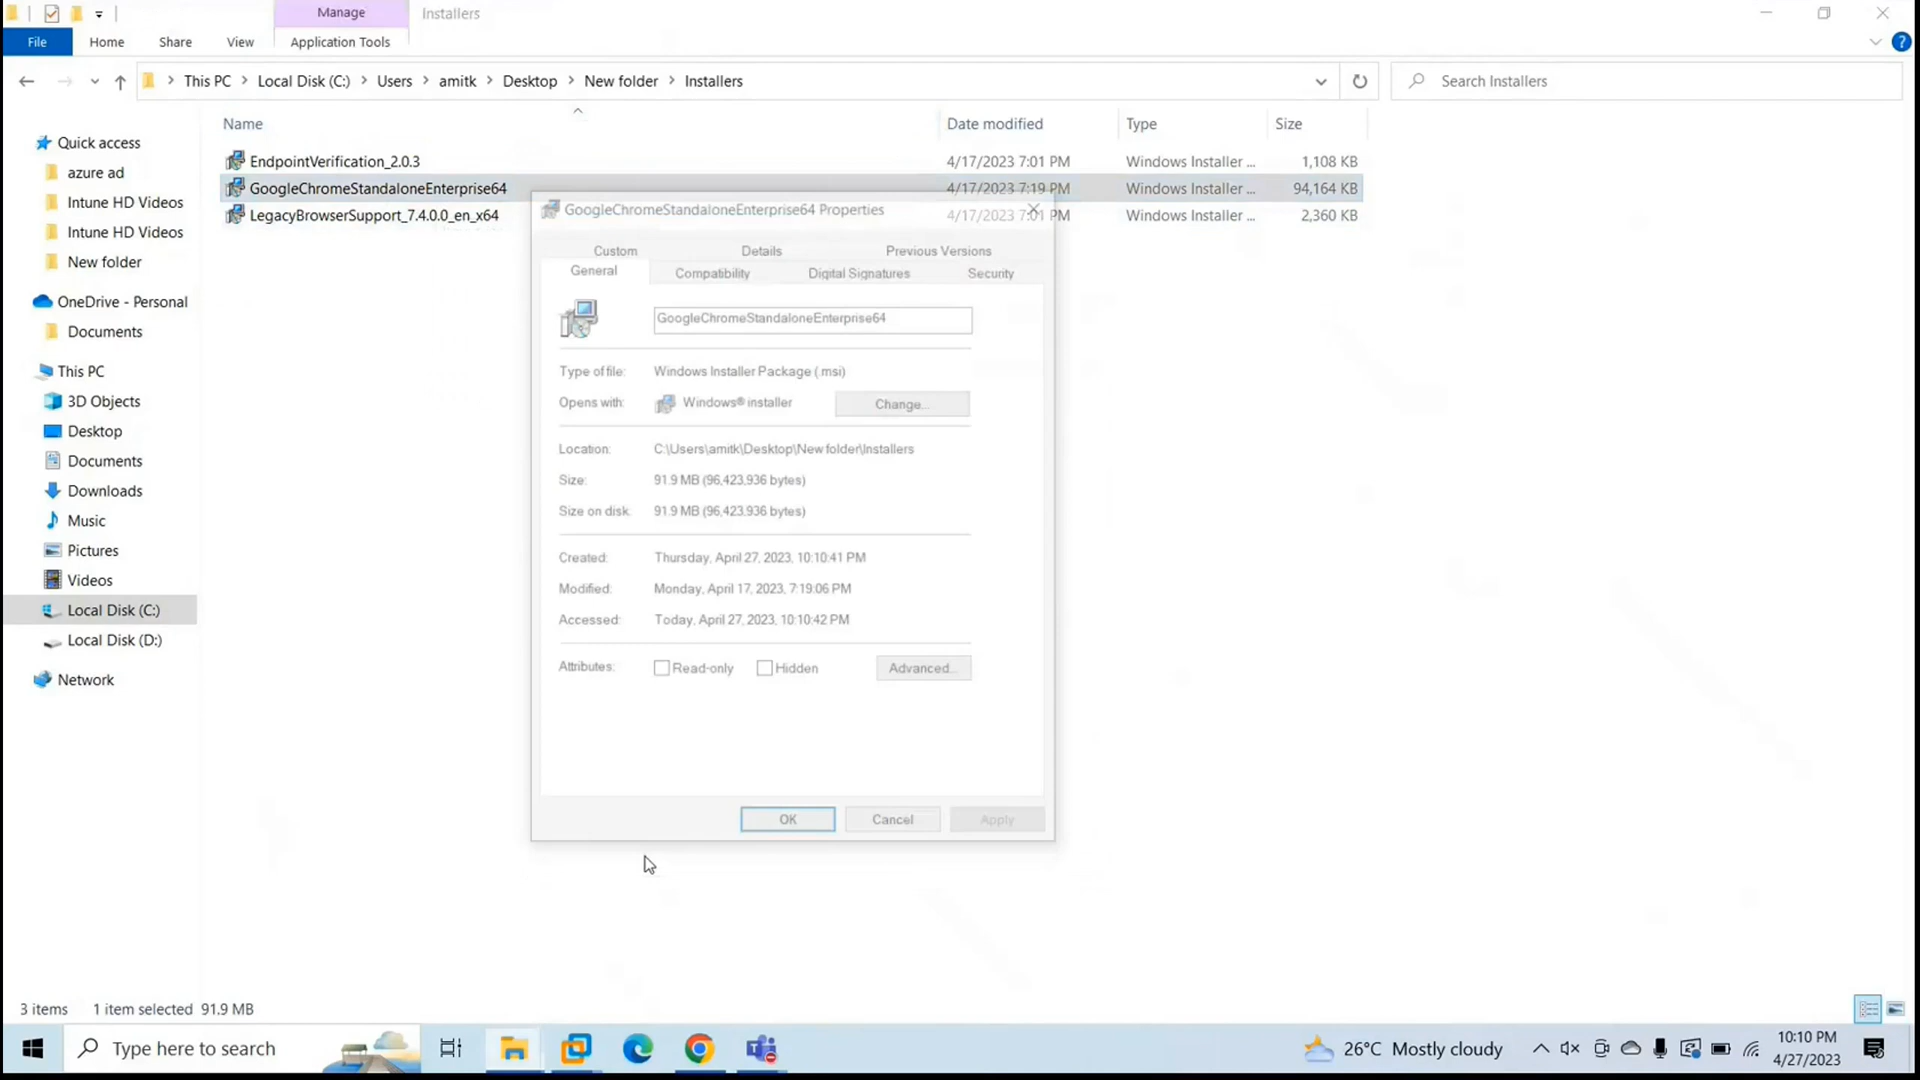 Manage
Installers
File
Home
Share
View
Application Tools
This PC
Local Disk (C:)
Users
amitk
Desktop
New folder
Installers
Search Installers
Name
Date modified
Type
Size
EndpointVerification_2.0.3
4/17/2023 7:01 PM
Windows Installer ...
1,108 KB
GoogleChromeStandaloneEnterprise64
4/17/2023 7:19 PM
Windows Installer ...
94,164 KB
LegacyBrowserSupport_7.4.0.0_en_x64
4/17/2023 7:01 PM
Windows Installer ...
2,360 KB
Quick access
azure ad
Intune HD Videos
Intune HD Videos
New folder
OneDrive - Personal
Documents
This PC
3D Objects
Desktop
Documents
Downloads
Music
Pictures
Videos
Local Disk (C:)
Local Disk (D:)
Network
GoogleChromeStandaloneEnterprise64 Properties
Custom
Details
Previous Versions
General
Compatibility
Digital Signatures
Security
GoogleChromeStandaloneEnterprise64
Type of file: Windows Installer Package (.msi)
Opens with: Windows® installer
Change...
Location: C:\Users\amitk\Desktop\New folder\Installers
Size: 91.9 MB (96,423,936 bytes)
Size on disk: 91.9 MB (96,423,936 bytes)
Created: Thursday, April 27, 2023, 10:10:41 PM
Modified: Monday, April 17, 2023, 7:19:06 PM
Accessed: Today, April 27, 2023, 10:10:42 PM
Attributes: Read-only Hidden
Advanced...
OK
Cancel
Apply
3 items
1 item selected 91.9 MB
Type here to search
26°C Mostly cloudy
10:10 PM
4/27/2023